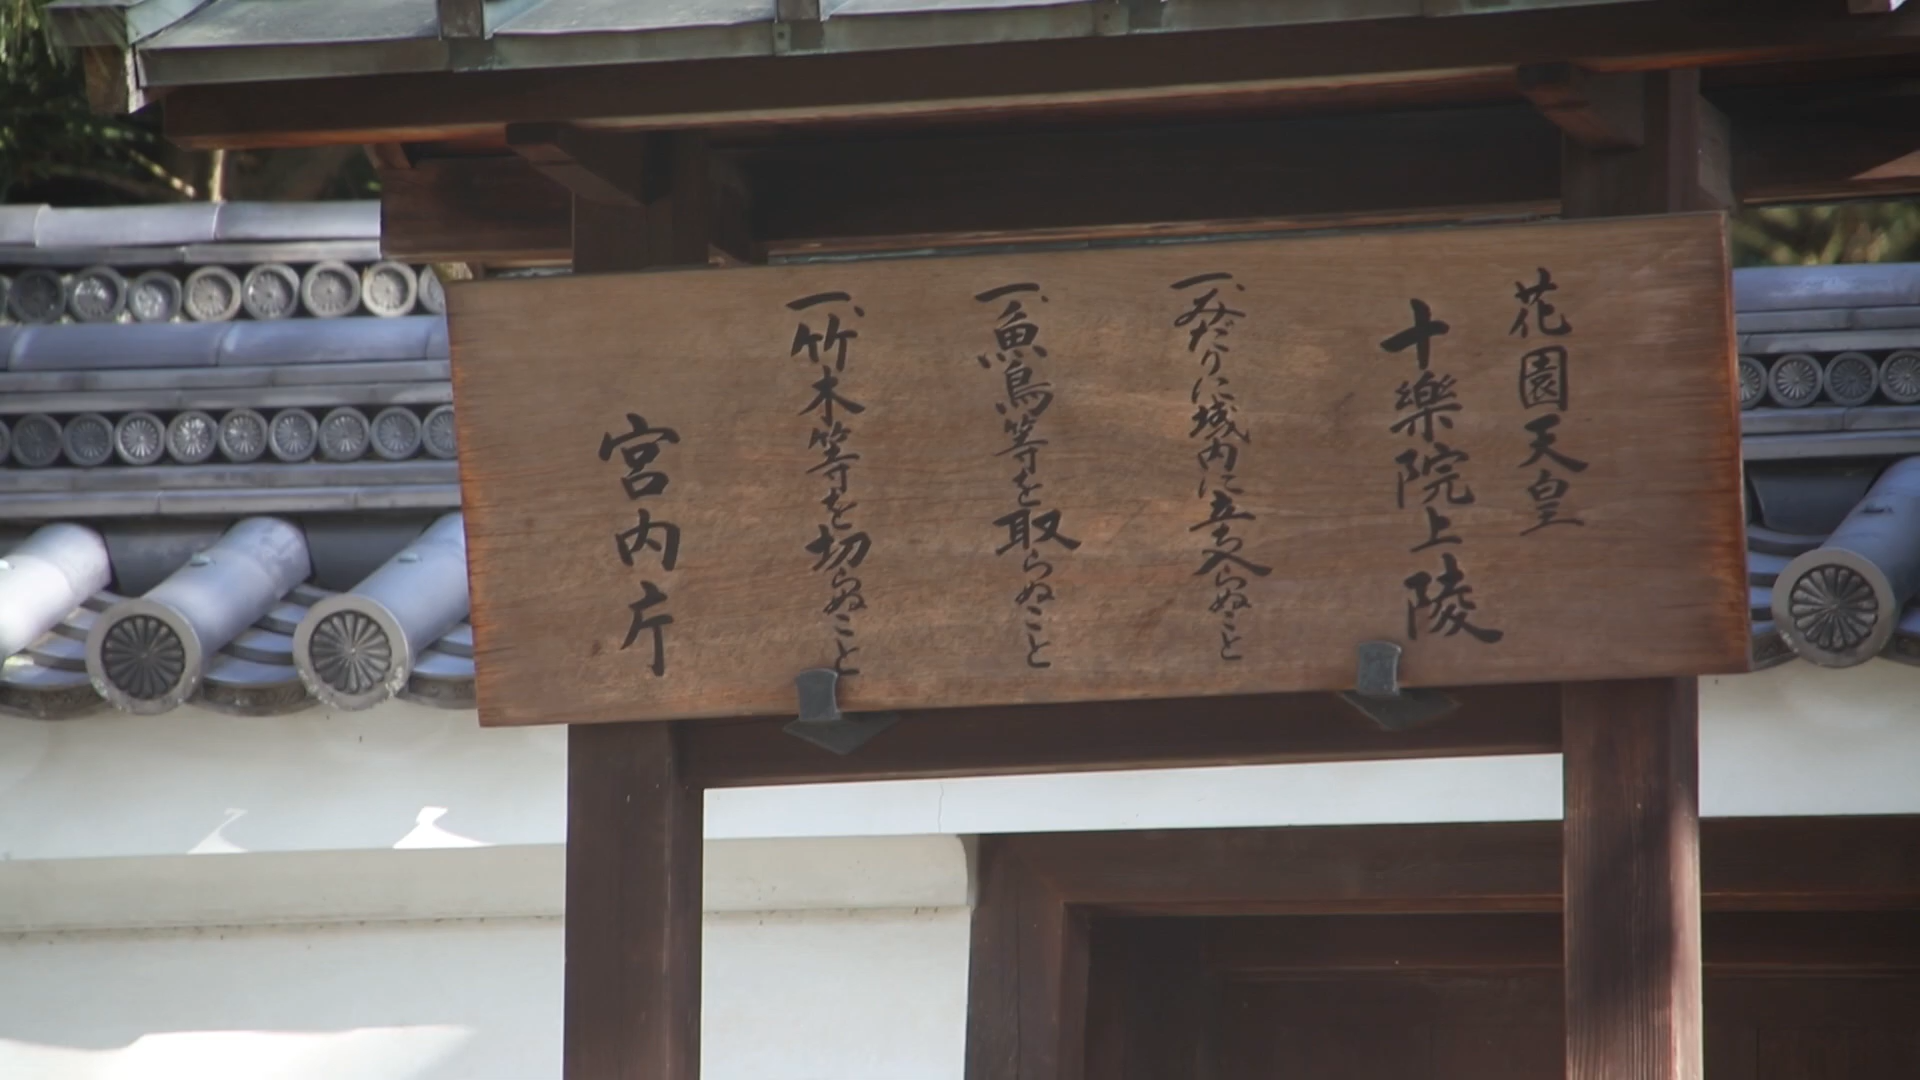 花園天皇
十樂院上陵
一、みだりに域内に立ち入らぬこと
一、魚鳥等を取らぬこと
一、竹木等を切らぬこと
宮内庁